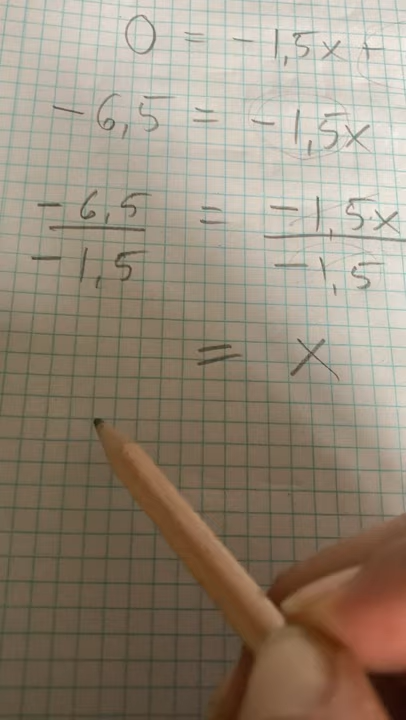 0 = -1,5x +
-6,5 = -1,5x
-6,5 = -1,5x
-1,5 -1,5
= x